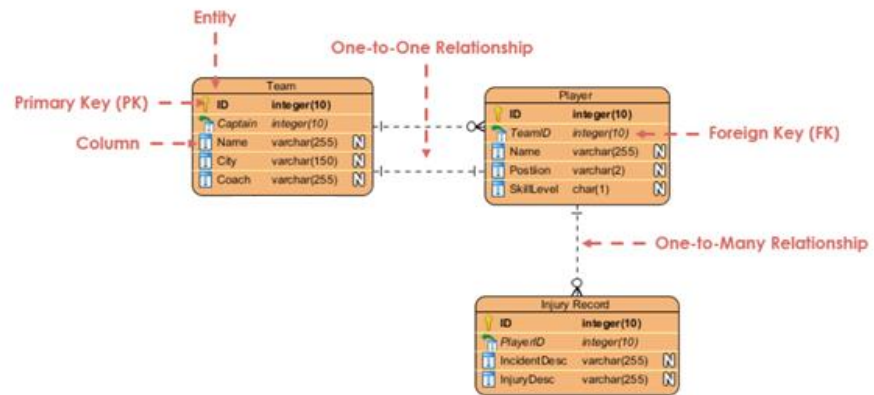 Entity
One-to-One Relationship
Team
Primary Key (PK)
ID integer(10)
Captain integer(10)
Column
Name varchar(255) N
City varchar(150) N
Coach varchar(255) N
Player
ID integer(10)
TeamID integer(10)
Foreign Key (FK)
Name varchar(255) N
Postiion varchar(2) N
SkillLevel char(1) N
One-to-Many Relationship
Injury Record
ID integer(10)
PlayerID integer(10)
IncidentDesc varchar(255) N
InjuryDesc varchar(255) N